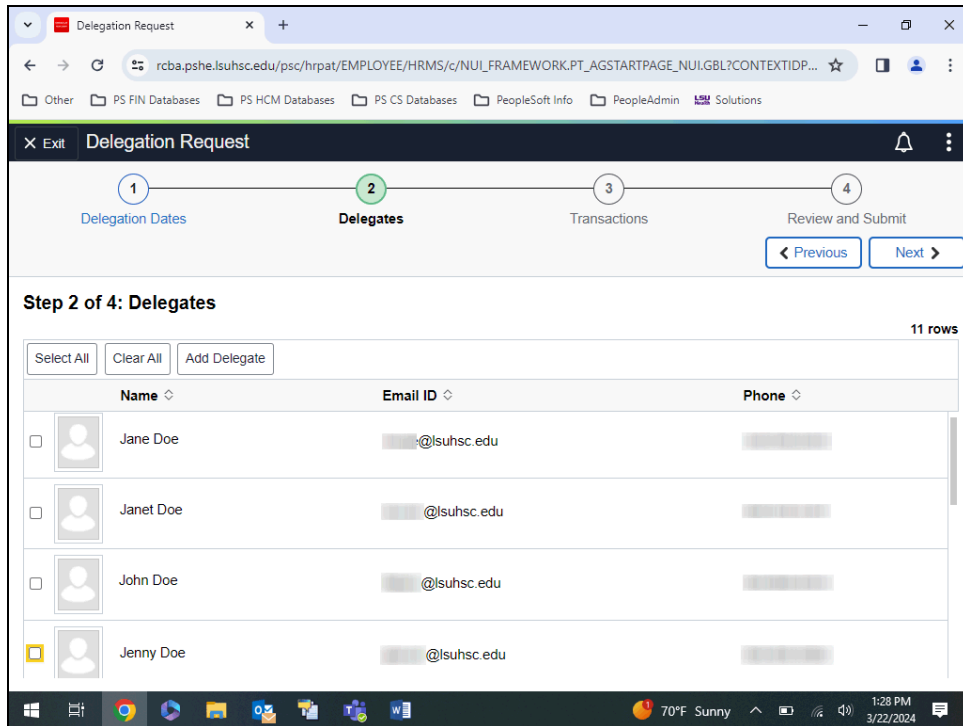 Delegation Request
rcba.pshe.lsuhsc.edu/psc/hrpat/EMPLOYEE/HRMS/c/NUI_FRAMEWORK.PT_AGSTARTPAGE_NUI.GBL?CONTEXTIDP...
Other PS FIN Databases PS HCM Databases PS CS Databases PeopleSoft Info PeopleAdmin LSU Health Solutions
Exit Delegation Request
1 2 3 4
Delegation Dates Delegates Transactions Review and Submit
Previous Next
Step 2 of 4: Delegates
11 rows
Select All Clear All Add Delegate
Name Email ID Phone
Jane Doe @lsuhsc.edu
Janet Doe @lsuhsc.edu
John Doe @lsuhsc.edu
Jenny Doe @lsuhsc.edu
1 70°F Sunny 1:28 PM
3/22/2024